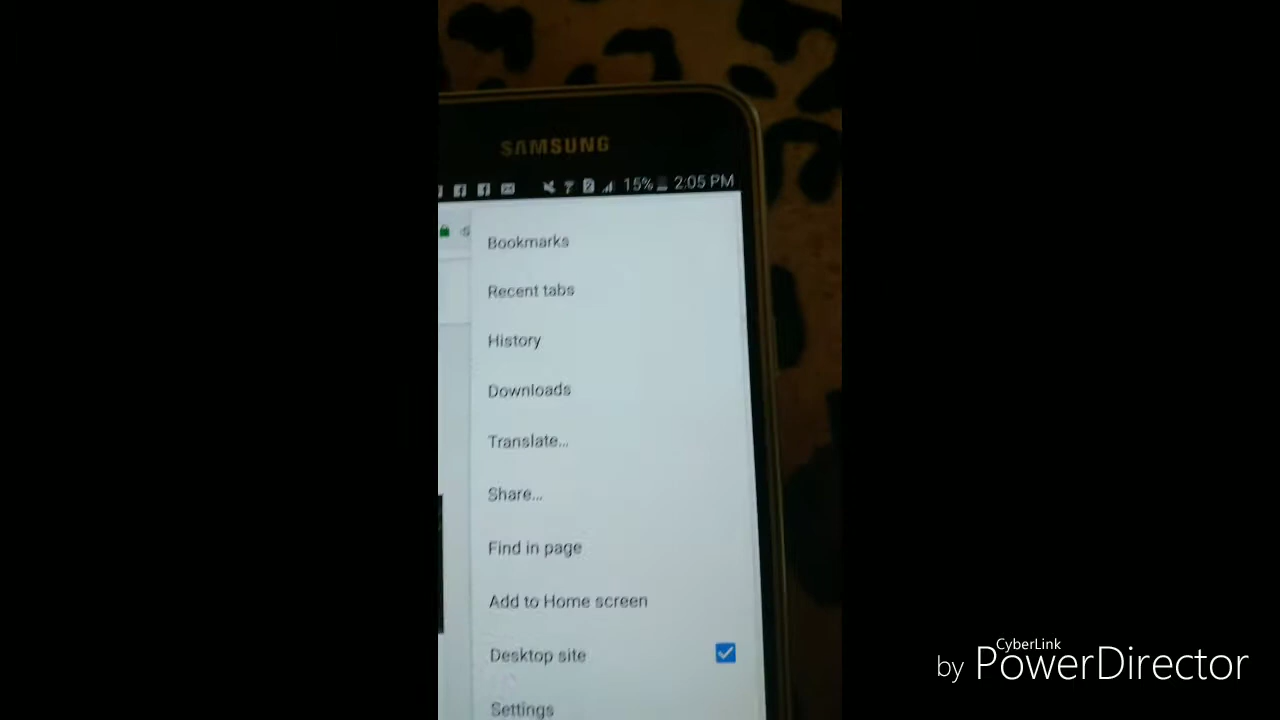 SAMSUNG
15% 2:05 PM
Bookmarks
Recent tabs
History
Downloads
Translate...
Share...
Find in page
Add to Home screen
Desktop site
Settings
CyberLink
by PowerDirector